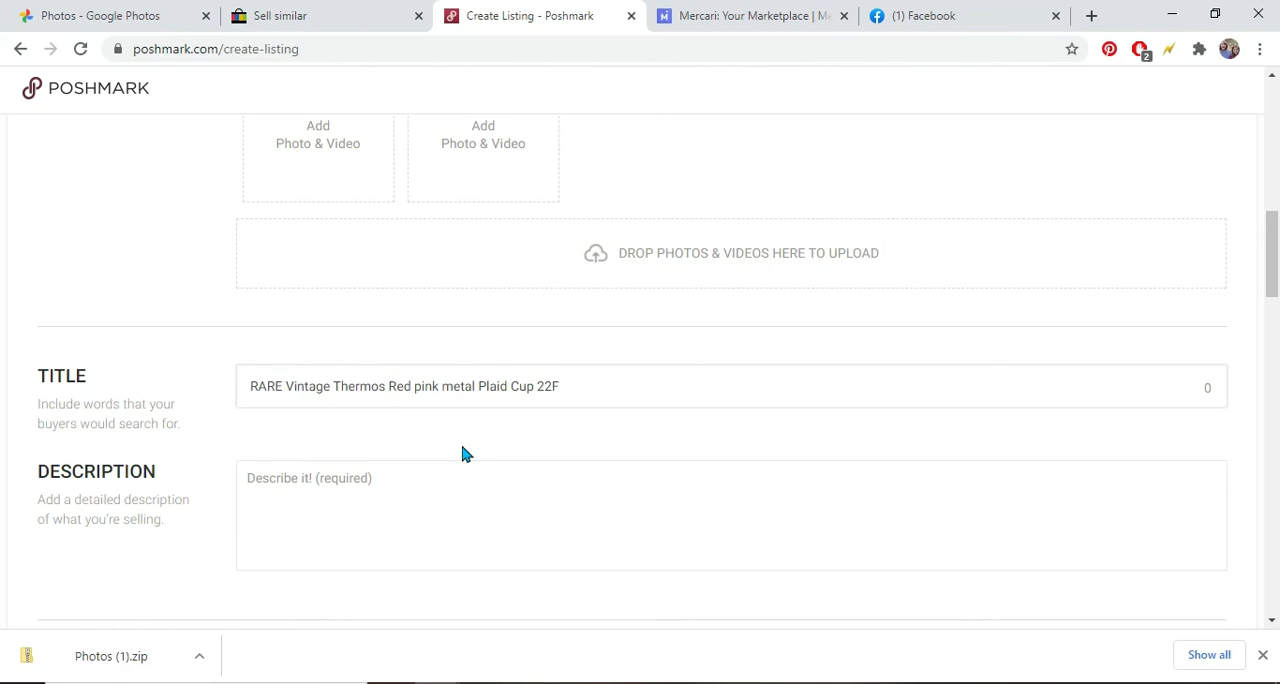 Photos - Google Photos
Sell similar
Create Listing - Poshmark
Mercari: Your Marketplace | Me
(1) Facebook
poshmark.com/create-listing
2
POSHMARK
Add
Photo & Video
Add
Photo & Video
DROP PHOTOS & VIDEOS HERE TO UPLOAD
TITLE
Include words that your
buyers would search for.
RARE Vintage Thermos Red pink metal Plaid Cup 22F
0
DESCRIPTION
Add a detailed description
of what you're selling.
Describe it! (required)
Photos (1).zip
Show all